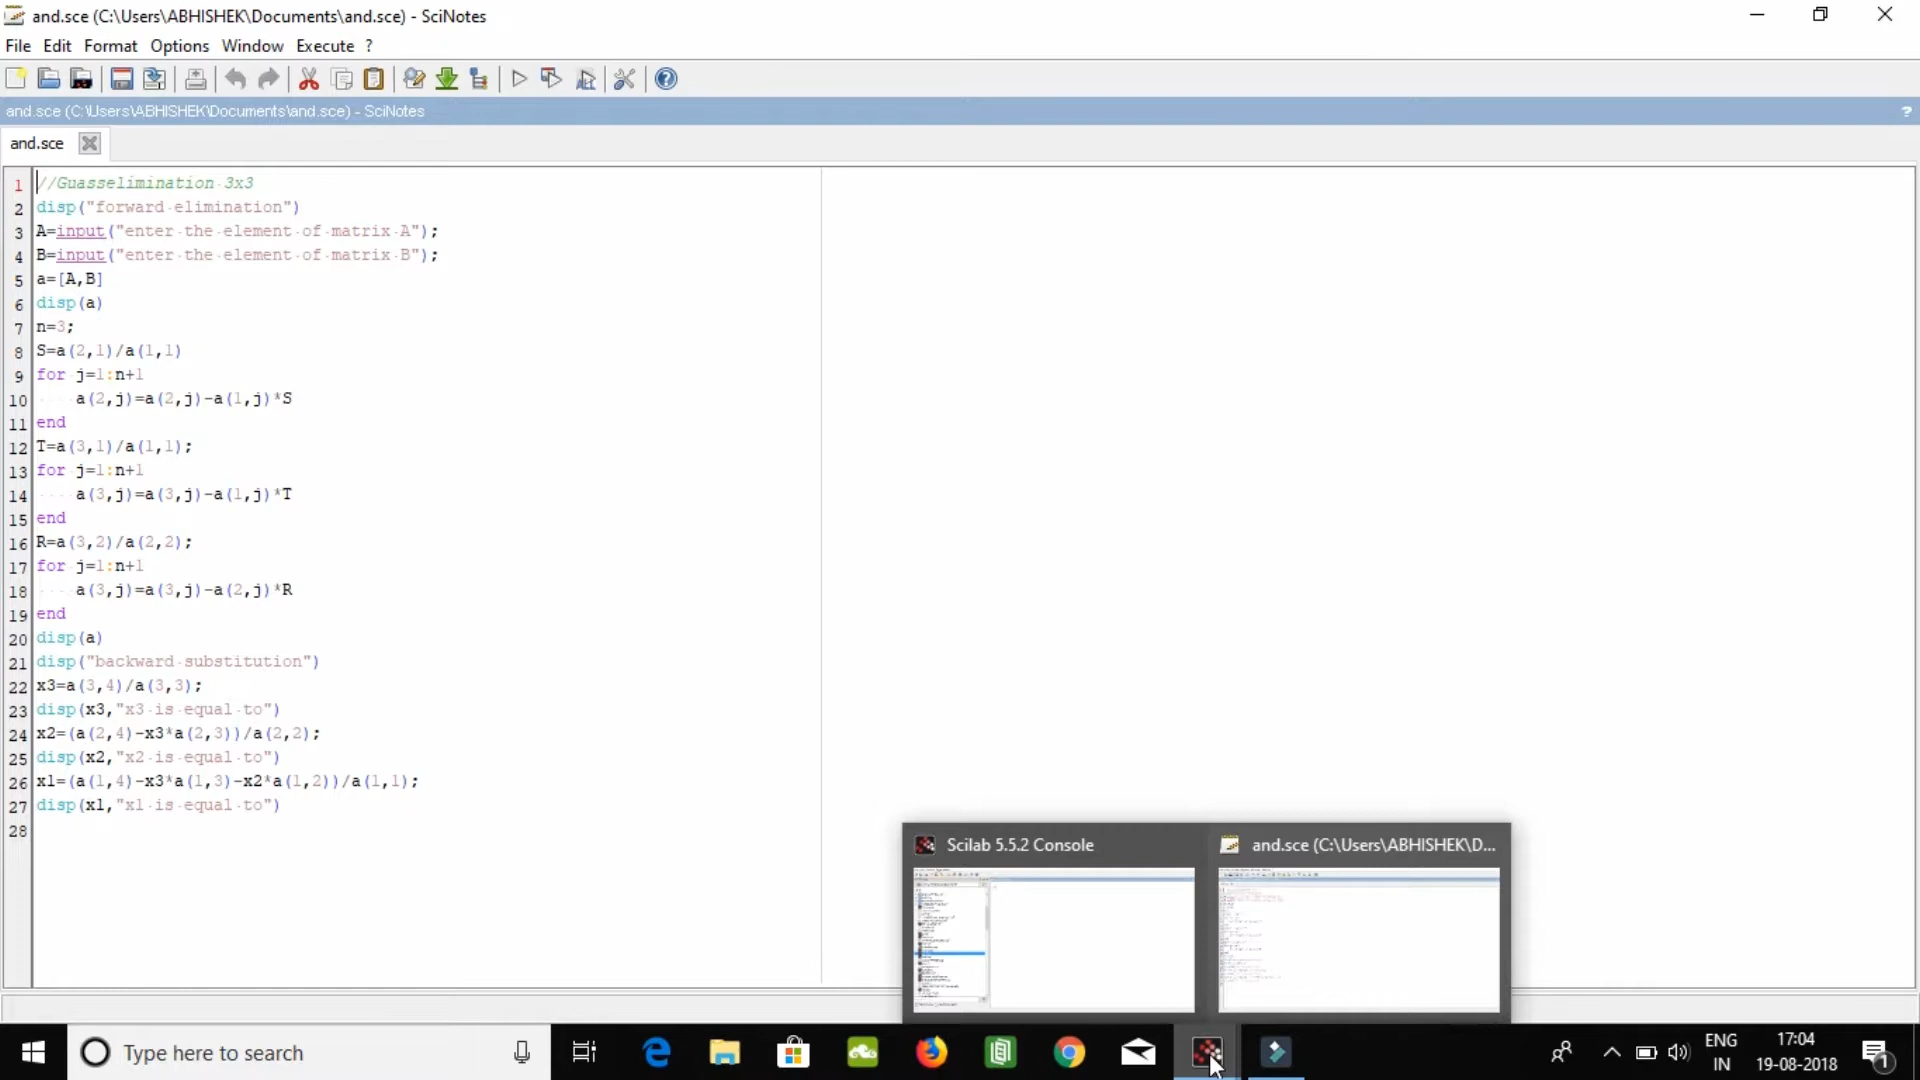 and.sce (C:\Users\ABHISHEK\Documents\and.sce) - SciNotes
File Edit Format Options Window Execute ?
and.sce (C:\Users\ABHISHEK\Documents\and.sce) - SciNotes ?
and.sce
1 //Guasselimination 3x3
2 disp("forward elimination")
3 A=input("enter the element of matrix A");
4 B=input("enter the element of matrix B");
5 a=[A,B]
6 disp(a)
7 n=3;
8 S=a(2,1)/a(1,1)
9 for j=1:n+1
10 a(2,j)=a(2,j)-a(1,j)*S
11 end
12 T=a(3,1)/a(1,1);
13 for j=1:n+1
14 a(3,j)=a(3,j)-a(1,j)*T
15 end
16 R=a(3,2)/a(2,2);
17 for j=1:n+1
18 a(3,j)=a(3,j)-a(2,j)*R
19 end
20 disp(a)
21 disp("backward substitution")
22 x3=a(3,4)/a(3,3);
23 disp(x3,"x3 is equal to")
24 x2=(a(2,4)-x3*a(2,3))/a(2,2);
25 disp(x2,"x2 is equal to")
26 x1=(a(1,4)-x3*a(1,3)-x2*a(1,2))/a(1,1);
27 disp(x1,"x1 is equal to")
28
Scilab 5.5.2 Console
and.sce (C:\Users\ABHISHEK\D...
Type here to search
ENG
IN
17:04
19-08-2018
1